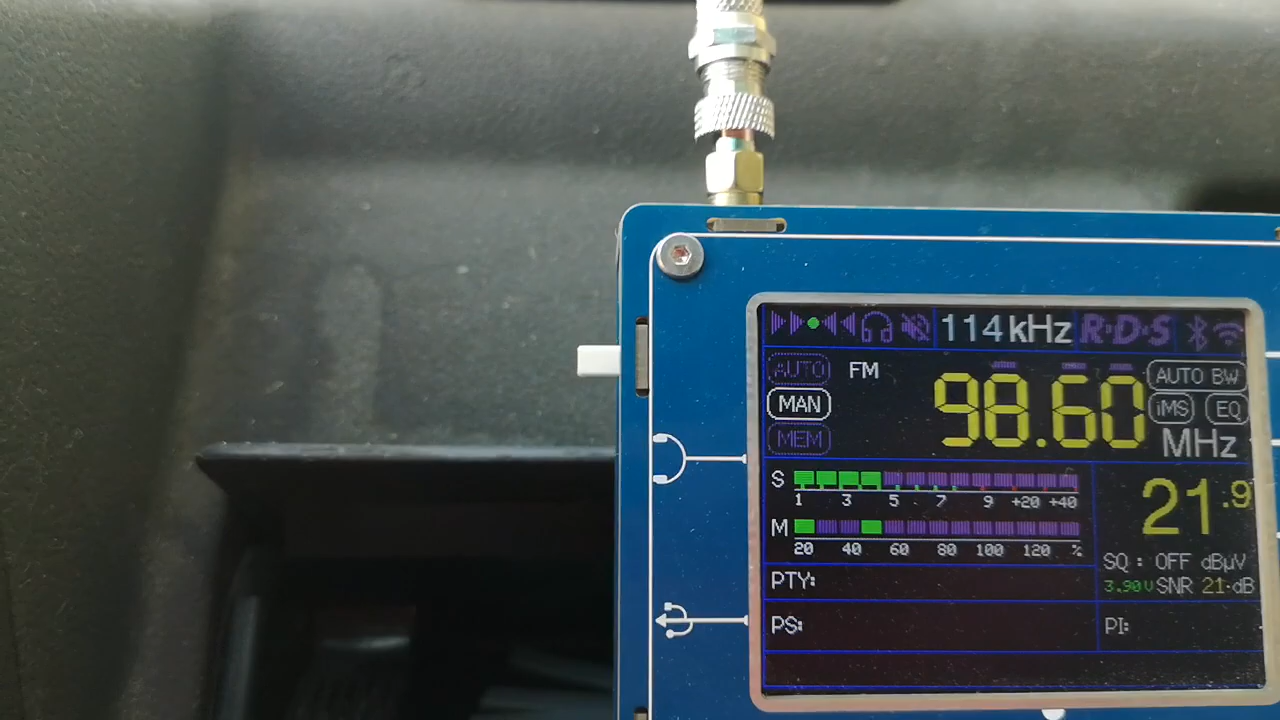 114 kHz R·D·S
AUTO FM 98.60 AUTO BW
MAN iMS EQ
MEM MHz
S
1 3 5 7 9 +20 +40
21.9
M
20 40 60 80 100 120 %
SQ : OFF dBµV
PTY: 3.90V SNR 21·dB
PS: PI: